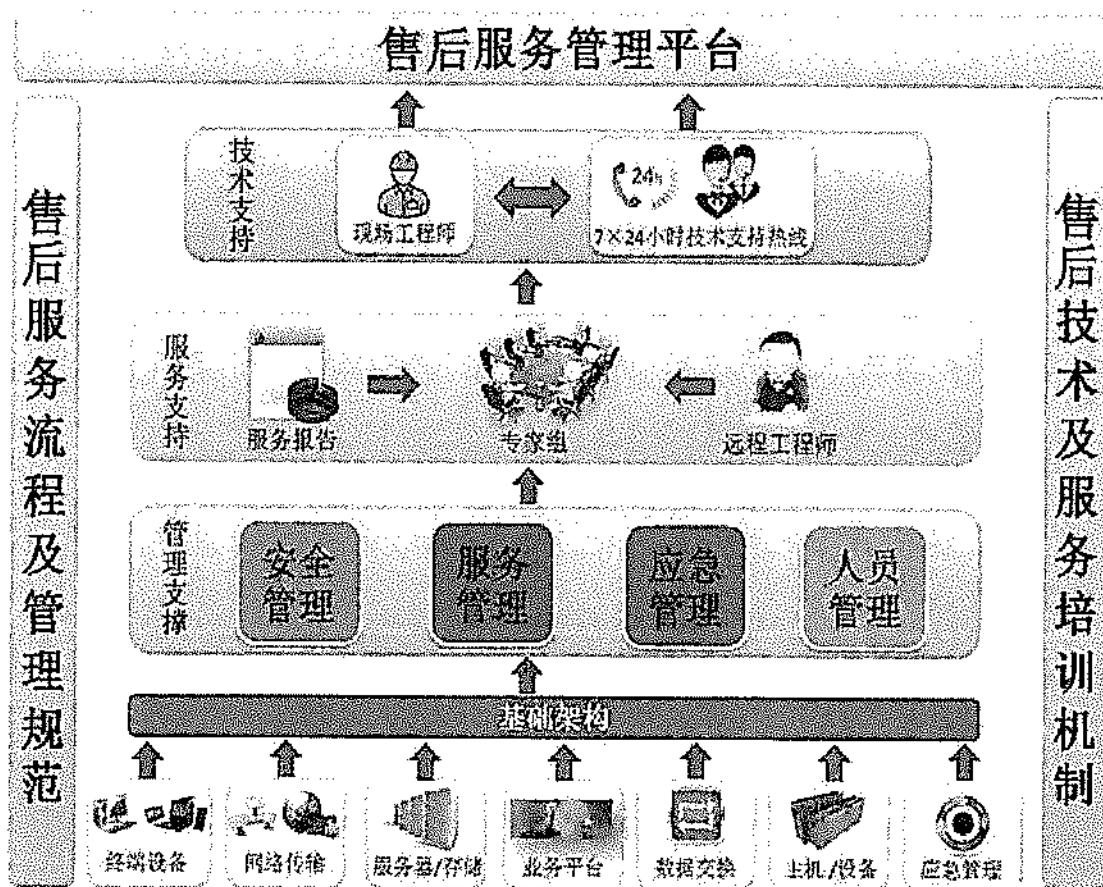 售后服务管理平台
售后服务流程及管理规范
技术支持
现场工程师
24h
7×24小时技术支持热线
服务支持
服务报告
专家组
远程工程师
管理支撑
安全
管理
服务
管理
应急
管理
人员
管理
基础架构
终端设备
网络传输
服务器/存储
业务平台
数据交换
主机/设备
应急管理
售后技术及服务培训机制